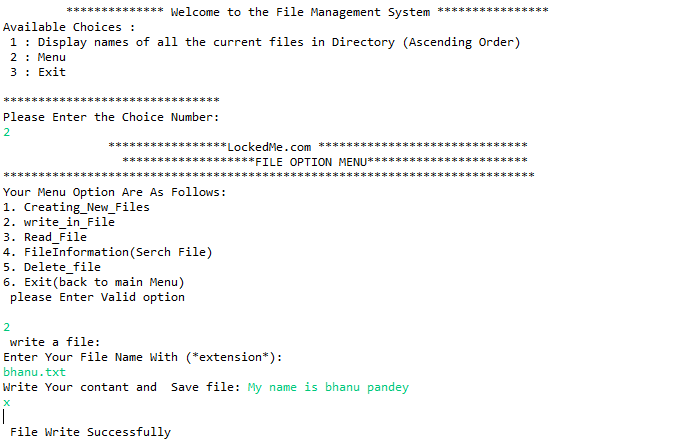 ************** Welcome to the File Management System ****************
Available Choices :
1 : Display names of all the current files in Directory (Ascending Order)
2 : Menu
3 : Exit
*******************************
Please Enter the Choice Number:
2
*****************LockedMe.com ******************************
*******************FILE OPTION MENU***********************
****************************************************************************
Your Menu Option Are As Follows:
1. Creating_New_Files
2. write_in_File
3. Read_File
4. FileInformation(Serch File)
5. Delete_file
6. Exit(back to main Menu)
please Enter Valid option
2
write a file:
Enter Your File Name With (*extension*):
bhanu.txt
Write Your contant and  Save file: My name is bhanu pandey
x
File Write Successfully